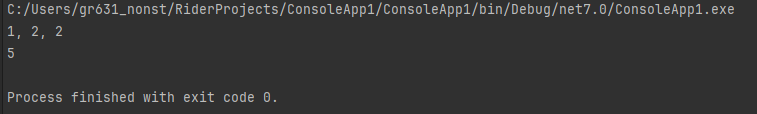 C:/Users/gr631_nonst/RiderProjects/ConsoleApp1/ConsoleApp1/bin/Debug/net7.0/ConsoleApp1.exe
1, 2, 2
5
Process finished with exit code 0.